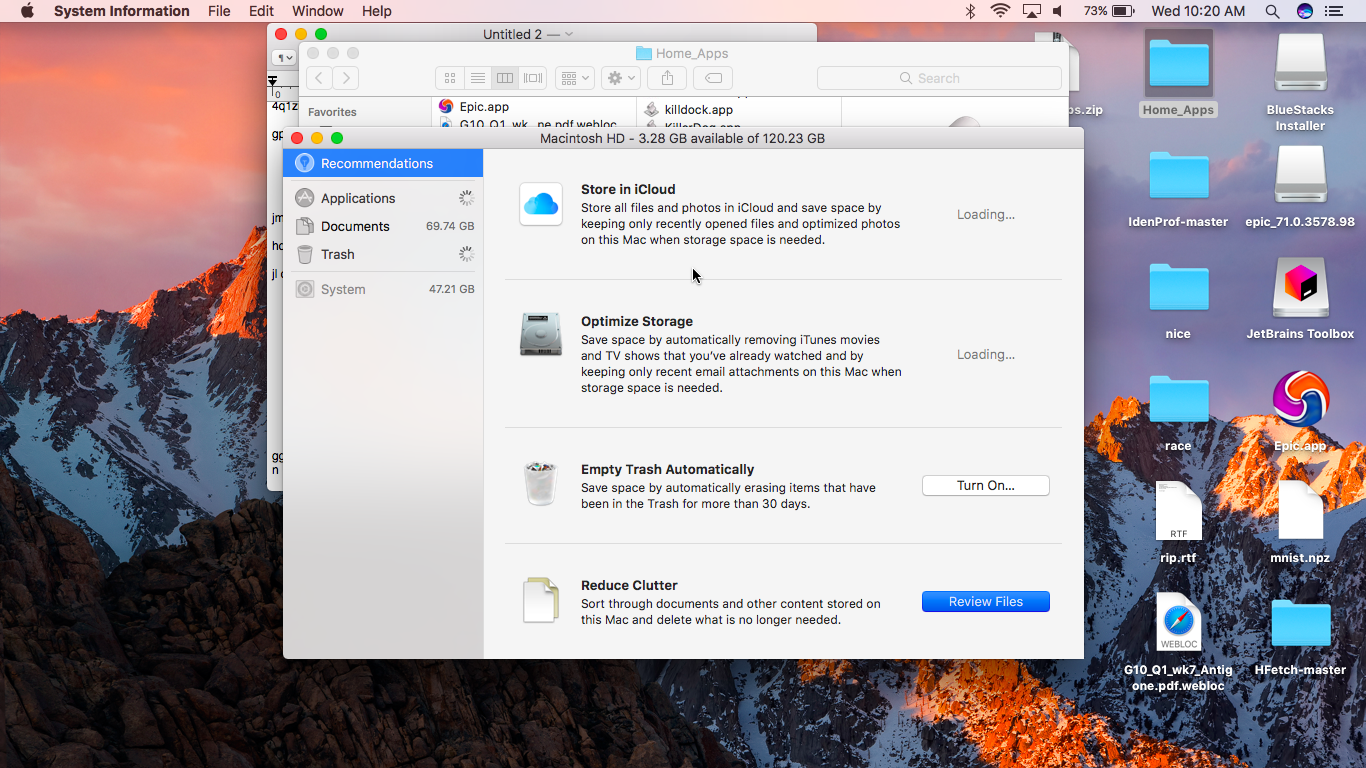 System Information File Edit Window Help 73% Wed 10:20 AM
Untitled 2 —
Home_Apps
Search
0
Favorites
Epic.app
G10_Q1_wk...ne.pdf.webloc
killdock.app
4q1z
gp
jm
ho
jl
gg
n
Macintosh HD - 3.28 GB available of 120.23 GB
Recommendations
Applications
Documents 69.74 GB
Trash
System 47.21 GB
Store in iCloud
Store all files and photos in iCloud and save space by
keeping only recently opened files and optimized photos
on this Mac when storage space is needed.
Loading...
Optimize Storage
Save space by automatically removing iTunes movies
and TV shows that you've already watched and by
keeping only recent email attachments on this Mac when
storage space is needed.
Loading...
Empty Trash Automatically
Save space by automatically erasing items that have
been in the Trash for more than 30 days.
Turn On...
Reduce Clutter
Sort through documents and other content stored on
this Mac and delete what is no longer needed.
Review Files
ps.zip
Home_Apps
BlueStacks
Installer
IdenProf-master
epic_71.0.3578.98
nice
JetBrains Toolbox
race
Epic.app
RTF
rip.rtf
mnist.npz
WEBLOC
G10_Q1_wk7_Antig
one.pdf.webloc
HFetch-master